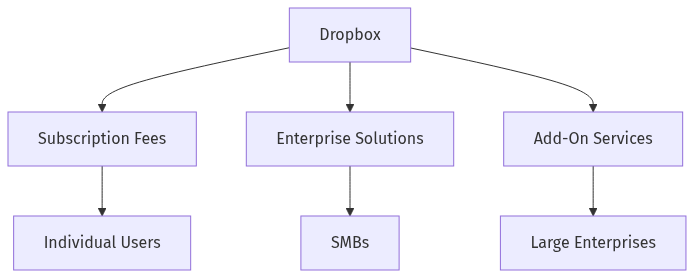 Dropbox
Subscription Fees
Enterprise Solutions
Add-On Services
Individual Users
SMBs
Large Enterprises